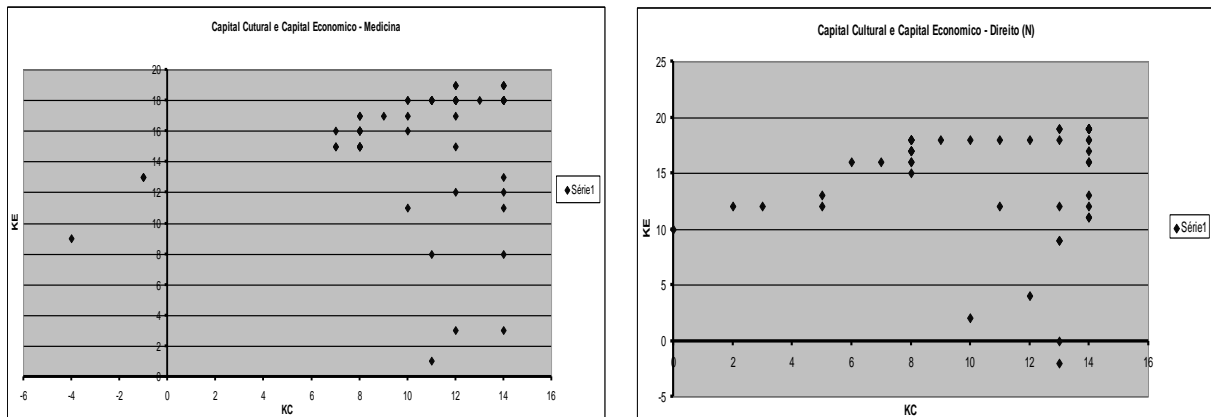 Capital Cutural e Capital Economico - Medicina
20
18
16
14
12
10
8
6
4
2
0
-6 -4 -2 0 2 4 6 8 10 12 14 16
KE
KC
Série1
Capital Cultural e Capital Economico - Direito (N)
25
20
15
10
5
0
-5
0 2 4 6 8 10 12 14 16
KE
KC
Série1